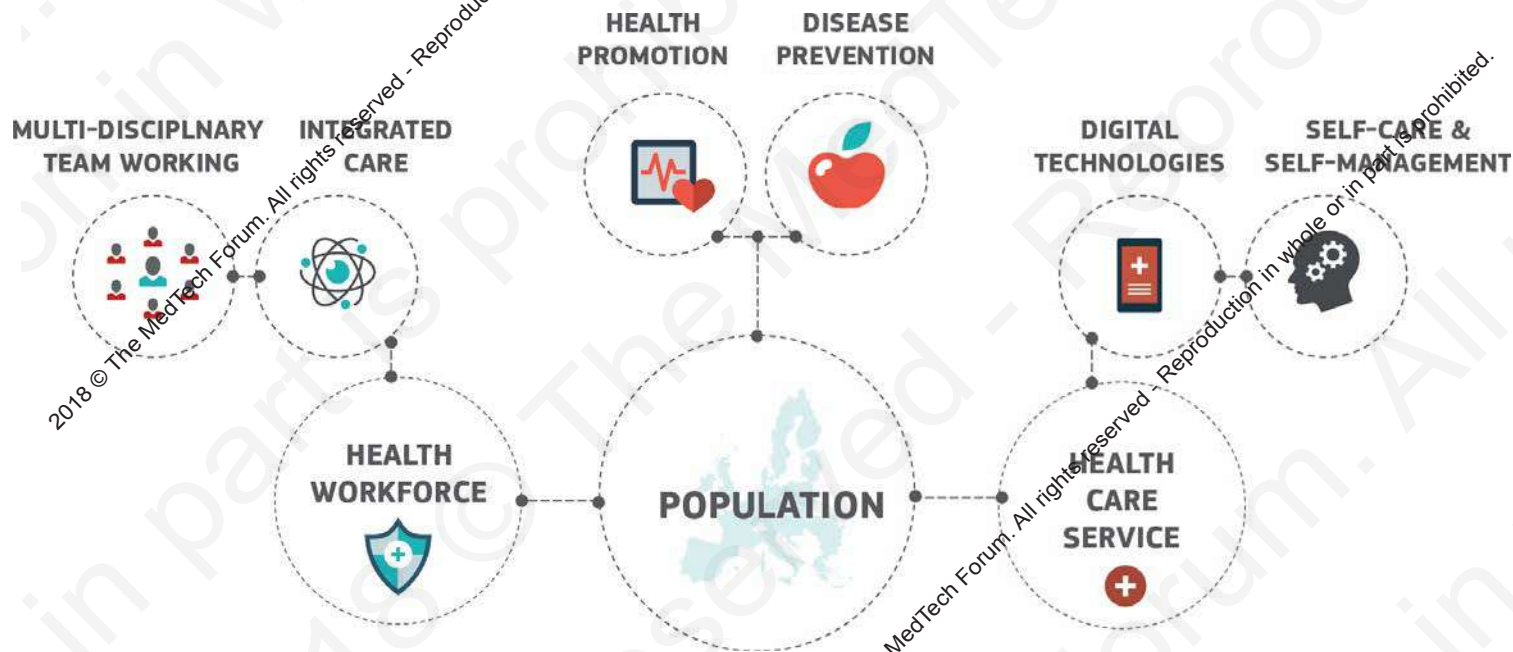 HEALTH
PROMOTION
DISEASE
PREVENTION
MULTI-DISCIPLNARY
TEAM WORKING
INTEGRATED
CARE
DIGITAL
TECHNOLOGIES
SELF-CARE &
SELF-MANAGEMENT
HEALTH
WORKFORCE
POPULATION
HEALTH
CARE
SERVICE
2018 © The MedTech Forum. All rights reserved - Reproduc
MedTech Forum. All rights reserved - Reproduction in whole or in part is prohibited.